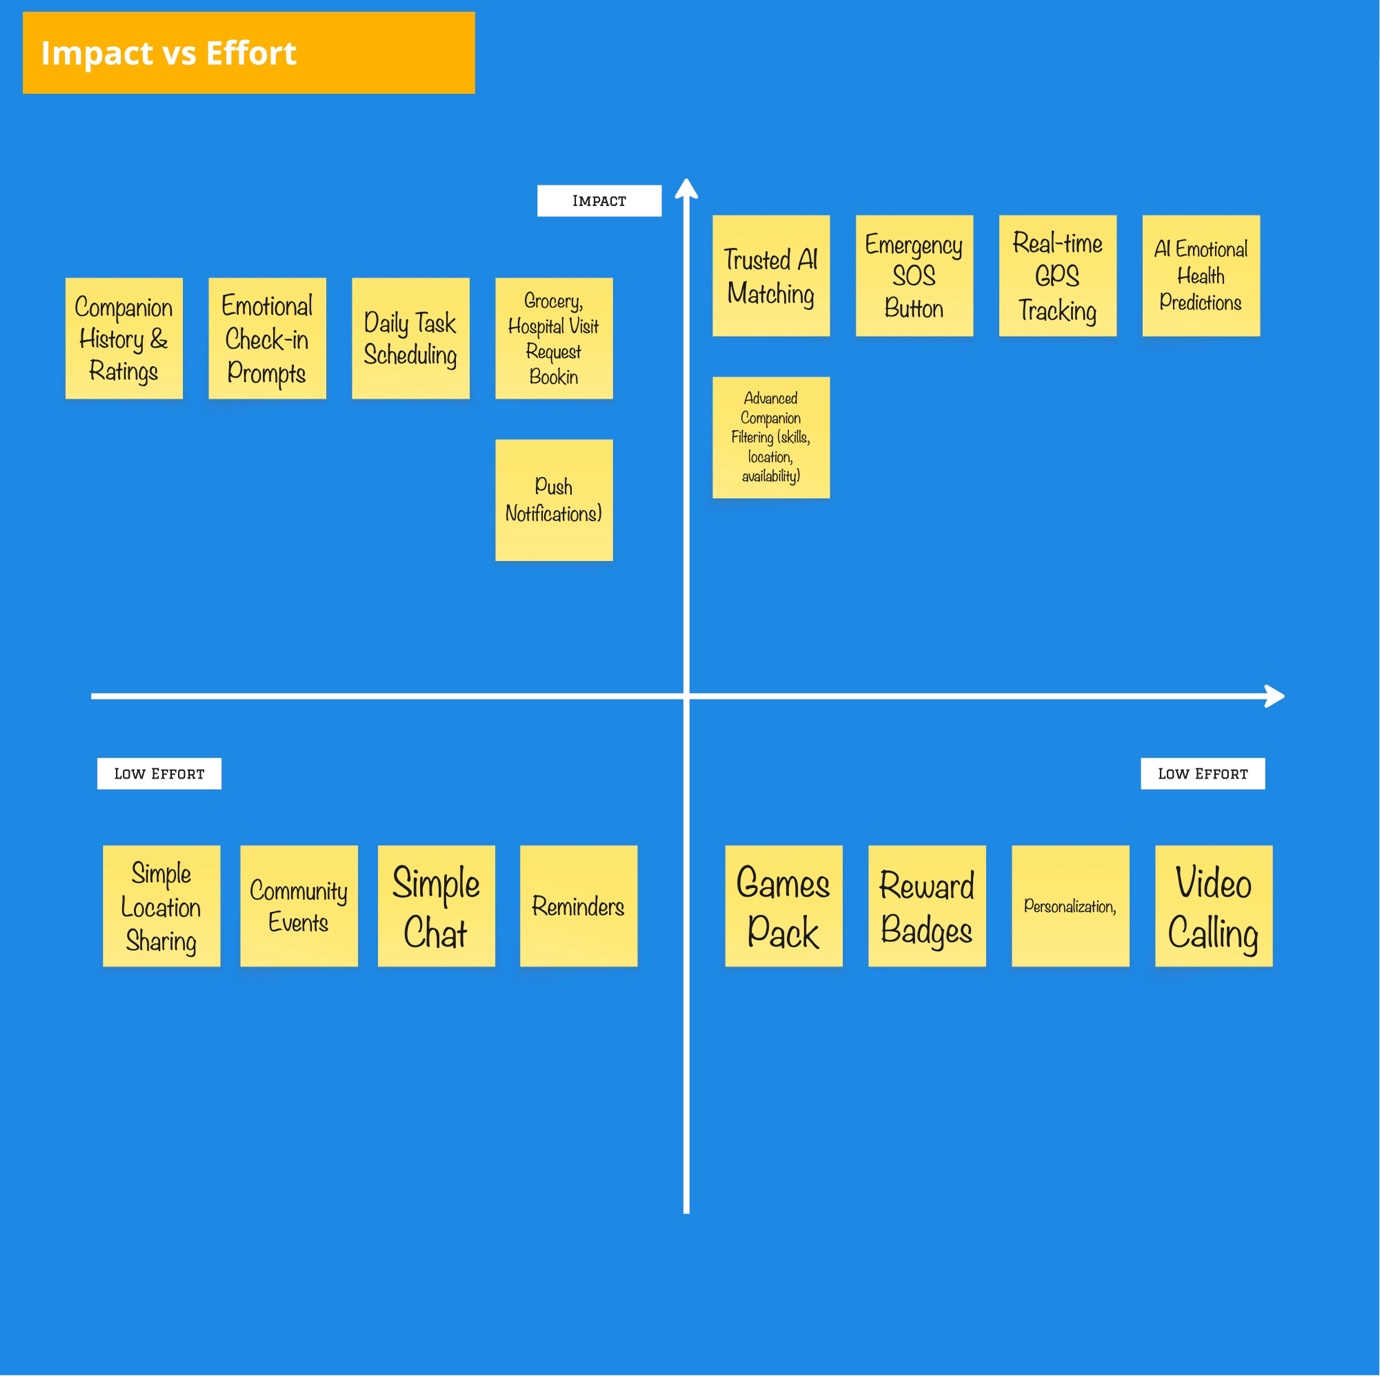 Impact vs Effort
Impact
Trusted AI
Matching
Emergency
SOS
Button
Real-time
GPS
Tracking
AI Emotional
Health
Predictions
Companion
History &
Ratings
Emotional
Check-in
Prompts
Daily Task
Scheduling
Grocery,
Hospital Visit
Request
Bookin
Advanced
Companion
Filtering (skills,
location,
availability)
Push
Notifications)
Low Effort
Low Effort
Simple
Location
Sharing
Community
Events
Simple
Chat
Reminders
Games
Pack
Reward
Badges
Personalization,
Video
Calling